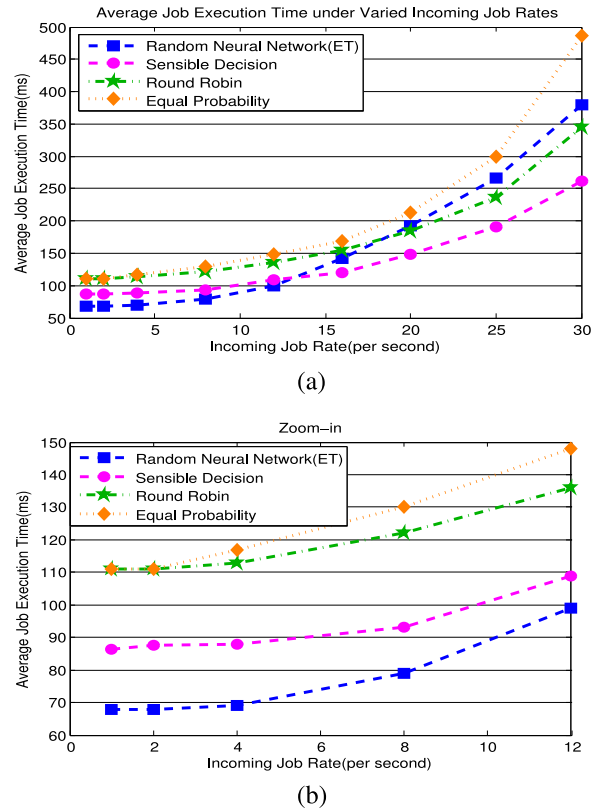 Average Job Execution Time under Varied Incoming Job Rates
Average Job Execution Time(ms)
500
450
400
350
300
250
200
150
100
50
Random Neural Network(ET)
Sensible Decision
Round Robin
Equal Probability
0 5 10 15 20 25 30
Incoming Job Rate(per second)
(a)
Zoom-in
Average Job Execution Time(ms)
150
140
130
120
110
100
90
80
70
60
Random Neural Network(ET)
Sensible Decision
Round Robin
Equal Probability
0 2 4 6 8 10 12
Incoming Job Rate(per second)
(b)